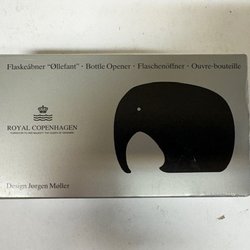 Flaskeåbner "Øllefant" · Bottle Opener · Flaschenöffner · Ouvre-bouteille
ROYAL COPENHAGEN
Design Jørgen Møller